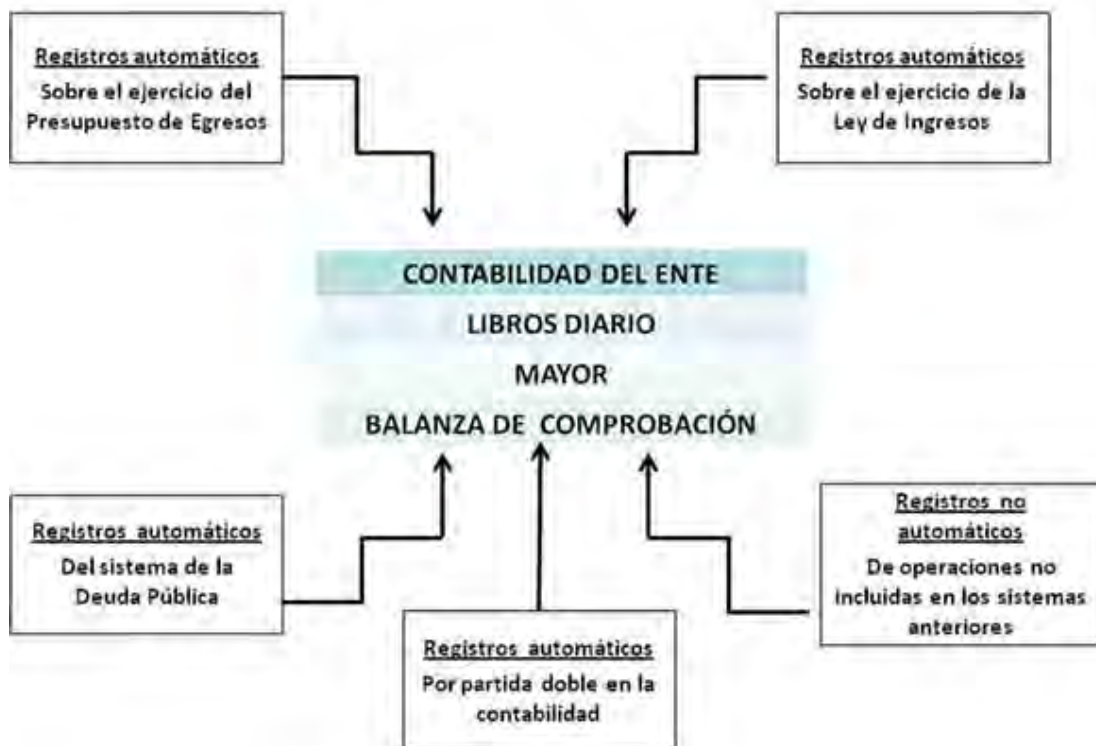 Registros automáticos
Sobre el ejercicio del
Presupuesto de Egresos
Registros automáticos
Sobre el ejercicio de la
Ley de Ingresos
CONTABILIDAD DEL ENTE
LIBROS DIARIO
MAYOR
BALANZA DE COMPROBACIÓN
Registros automáticos
Del sistema de la
Deuda Pública
Registros automáticos
Por partida doble en la
contabilidad
Registros no
automáticos
De operaciones no
incluidas en los sistemas
anteriores